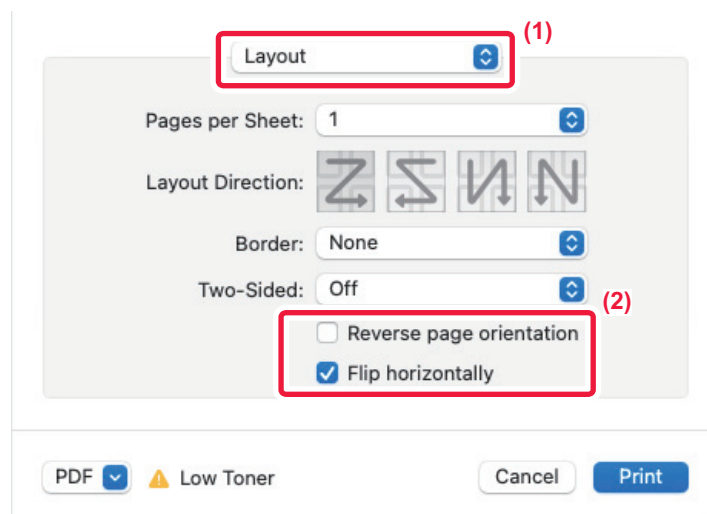 (1)
Layout
Pages per Sheet: 1
Layout Direction:
Border: None
Two-Sided: Off
(2)
Reverse page orientation
Flip horizontally
PDF Low Toner Cancel Print